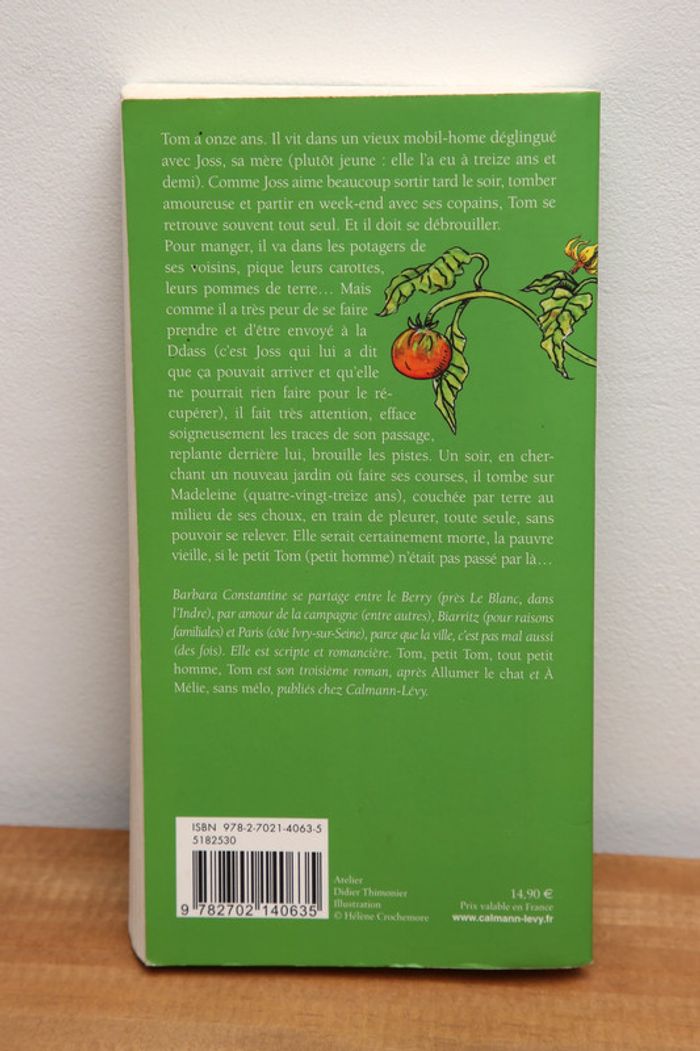 Tom a onze ans. Il vit dans un vieux mobil-home déglingué
avec Joss, sa mère (plutôt jeune : elle l'a eu à treize ans et
demi). Comme Joss aime beaucoup sortir tard le soir, tomber
amoureuse et partir en week-end avec ses copains, Tom se
retrouve souvent tout seul. Et il doit se débrouiller.
Pour manger, il va dans les potagers de
ses voisins, pique leurs carottes,
leurs pommes de terre... Mais
comme il a très peur de se faire
prendre et d'être envoyé à la
Ddass (c'est Joss qui lui a dit
que ça pouvait arriver et qu'elle
ne pourrait rien faire pour le ré-
cupérer), il fait très attention, efface
soigneusement les traces de son passage,
replante derrière lui, brouille les pistes. Un soir, en cher-
chant un nouveau jardin où faire ses courses, il tombe sur
Madeleine (quatre-vingt-treize ans), couchée par terre au
milieu de ses choux, en train de pleurer, toute seule, sans
pouvoir se relever. Elle serait certainement morte, la pauvre
vieille, si le petit Tom (petit homme) n'était pas passé par là...
Barbara Constantine se partage entre le Berry (près Le Blanc, dans
l'Indre), par amour de la campagne (entre autres), Biarritz (pour raisons
familiales) et Paris (côté Ivry-sur-Seine), parce que la ville, c'est pas mal aussi
(des fois). Elle est scripte et romancière. Tom, petit Tom, tout petit
homme, Tom est son troisième roman, après Allumer le chat et À
Mélie, sans mélo, publiés chez Calmann-Lévy.
ISBN 978-2-7021-4063-5
5182530
9 782702 140635
Atelier
Didier Thimonier
Illustration
© Hélène Crochemore
14,90 €
Prix valable en France
www.calmann-levy.fr